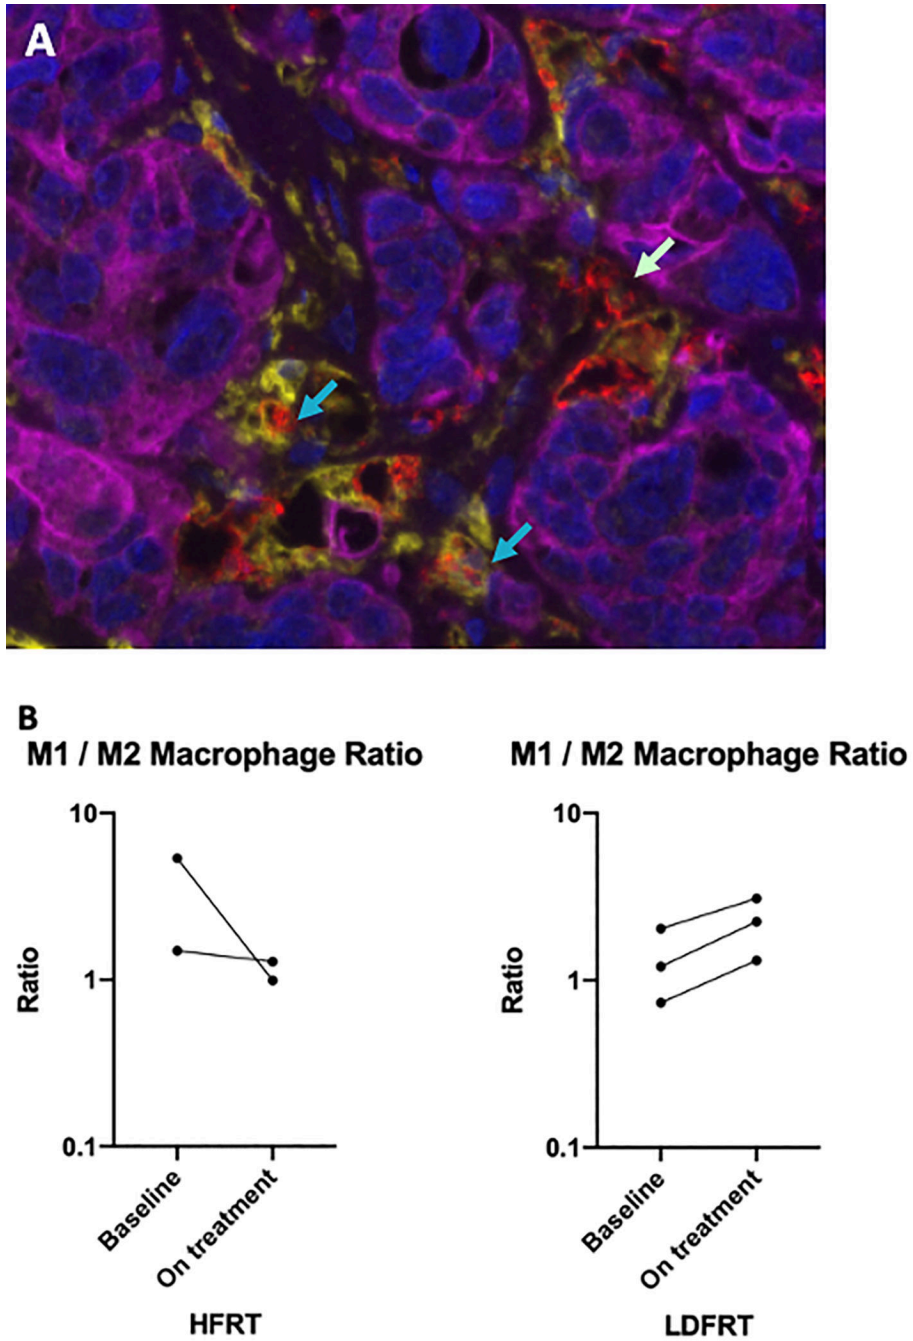 A
B
M1 / M2 Macrophage Ratio
10
1
0.1
Ratio
Baseline
On treatment
HFRT
M1 / M2 Macrophage Ratio
10
1
0.1
Ratio
Baseline
On treatment
LDFRT